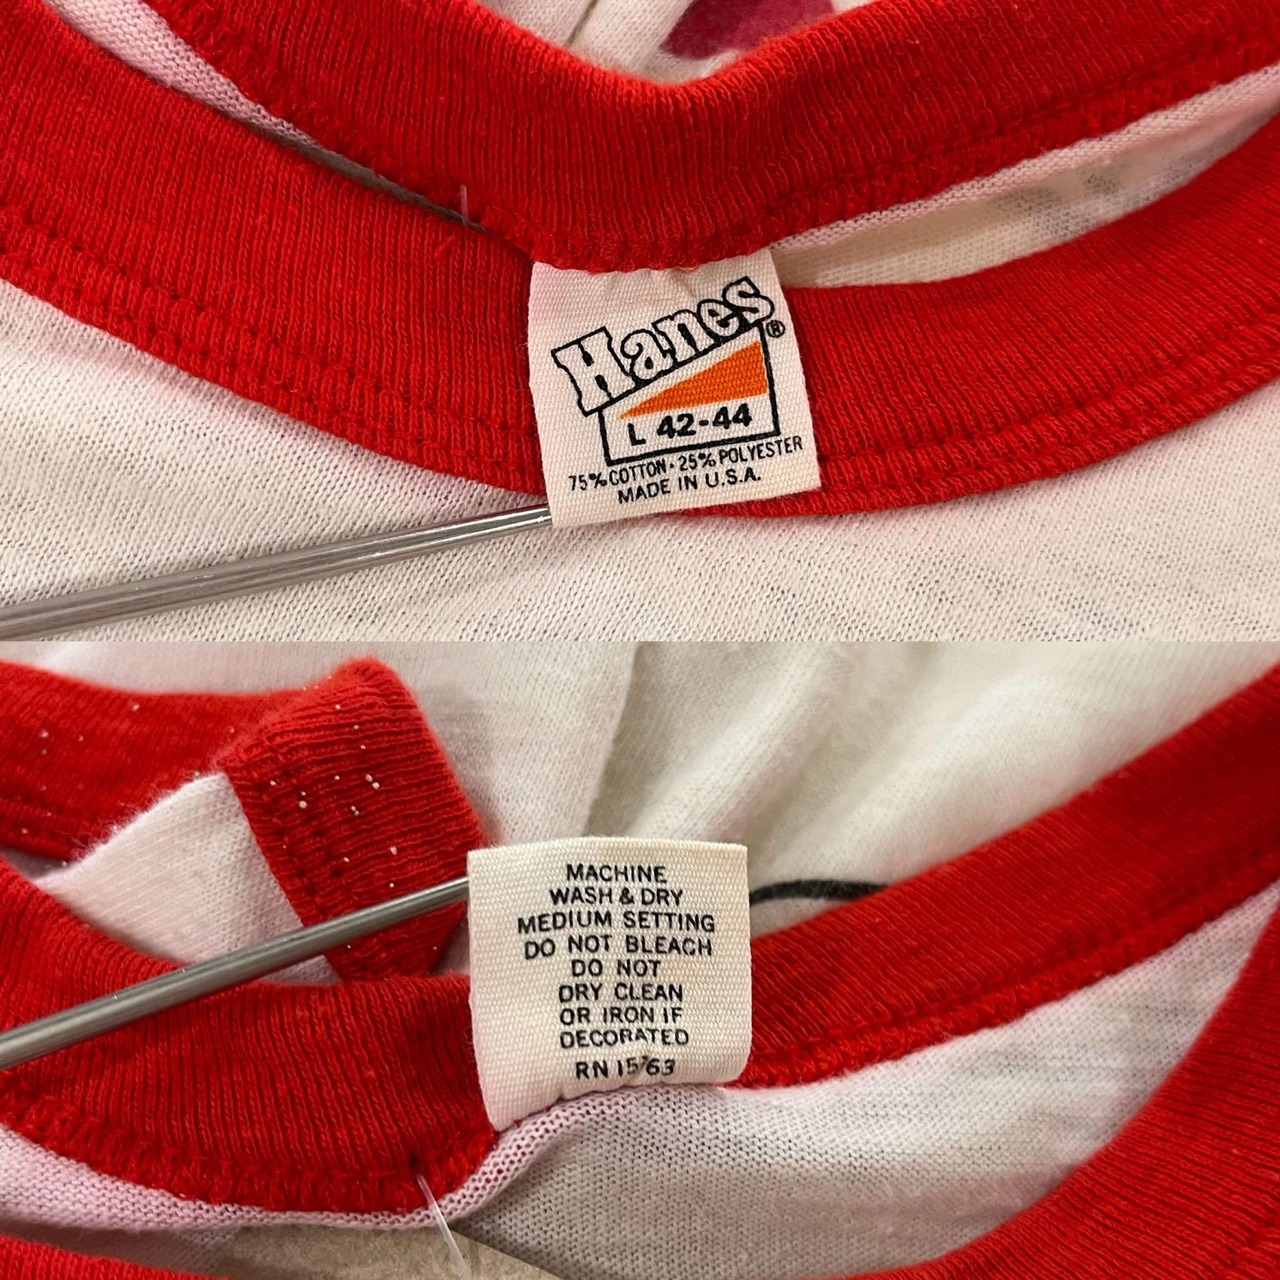 Hanes®
L 42-44
75% COTTON · 25% POLYESTER
MADE IN U.S.A.
MACHINE
WASH & DRY
MEDIUM SETTING
DO NOT BLEACH
DO NOT
DRY CLEAN
OR IRON IF
DECORATED
RN 15763